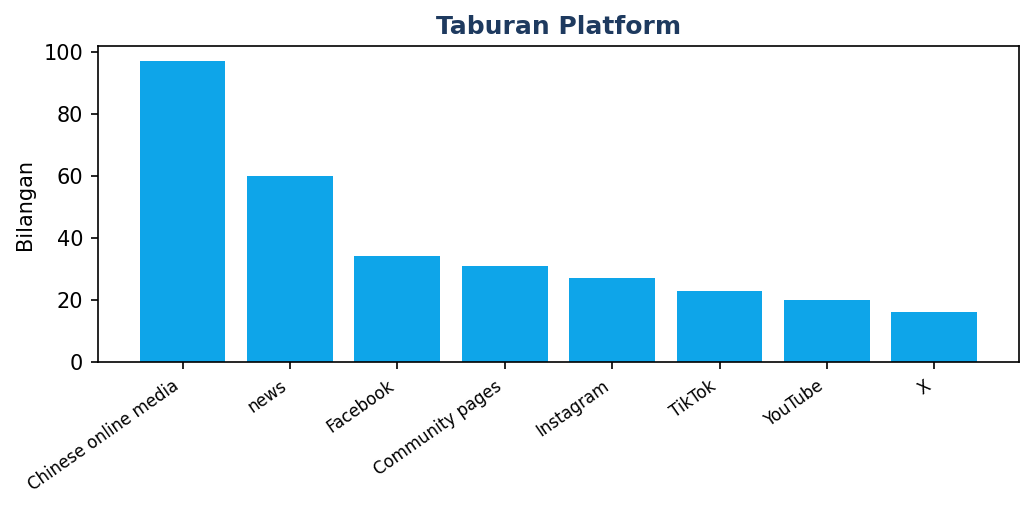 Taburan Platform
Bilangan
100
80
60
40
20
0
Chinese online media
news
Facebook
Community pages
Instagram
TikTok
YouTube
X